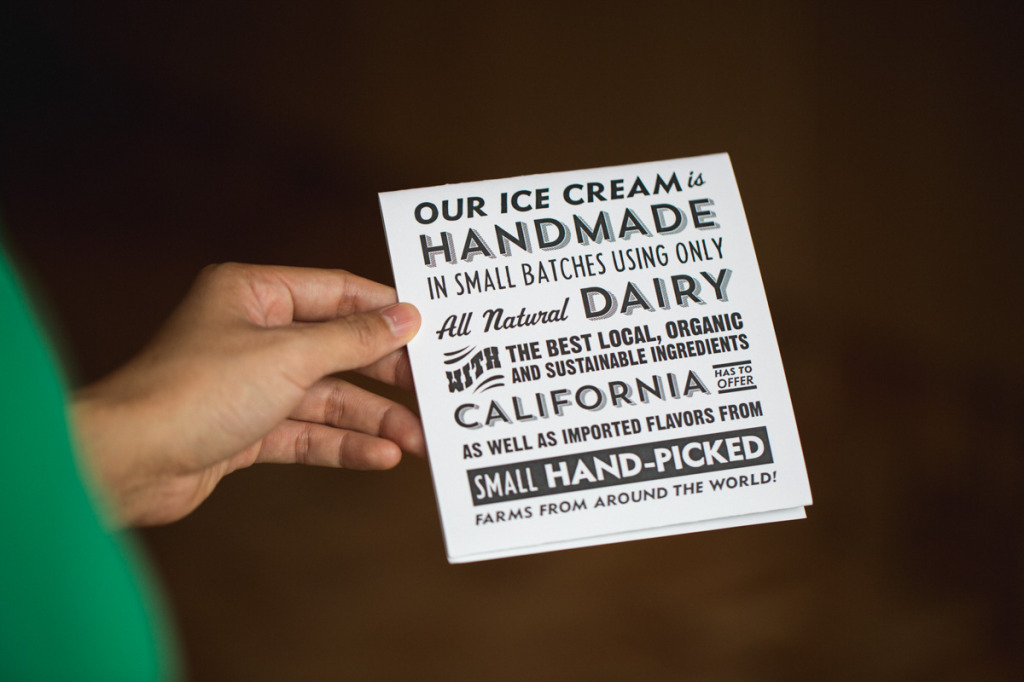 OUR ICE CREAM is
HANDMADE
IN SMALL BATCHES USING ONLY
All Natural DAIRY
WITH THE BEST LOCAL, ORGANIC
AND SUSTAINABLE INGREDIENTS
CALIFORNIA HAS TO OFFER
AS WELL AS IMPORTED FLAVORS FROM
SMALL HAND-PICKED
FARMS FROM AROUND THE WORLD!